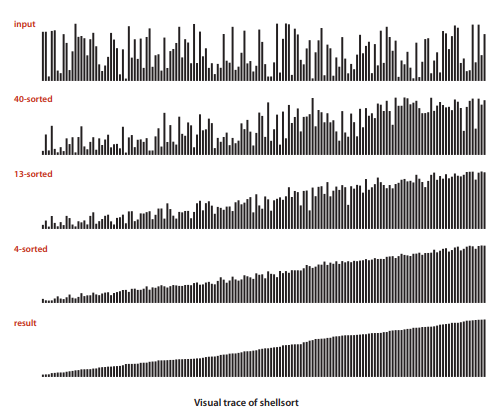 input
40-sorted
13-sorted
4-sorted
result
Visual trace of shellsort